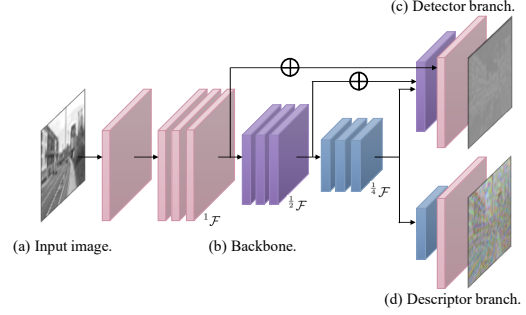 (c) Detector branch.
¹ℱ
½ℱ
¼ℱ
(a) Input image.
(b) Backbone.
(d) Descriptor branch.